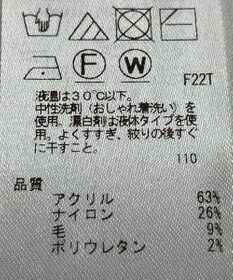 F W
F22T
液温は30℃以下。
中性洗剤（おしゃれ着洗い）を
使用。漂白剤は液体タイプを使
用。よくすすぎ、絞りの後すぐ
に干すこと。
110
品質
アクリル 63%
ナイロン 26%
毛 9%
ポリウレタン 2%